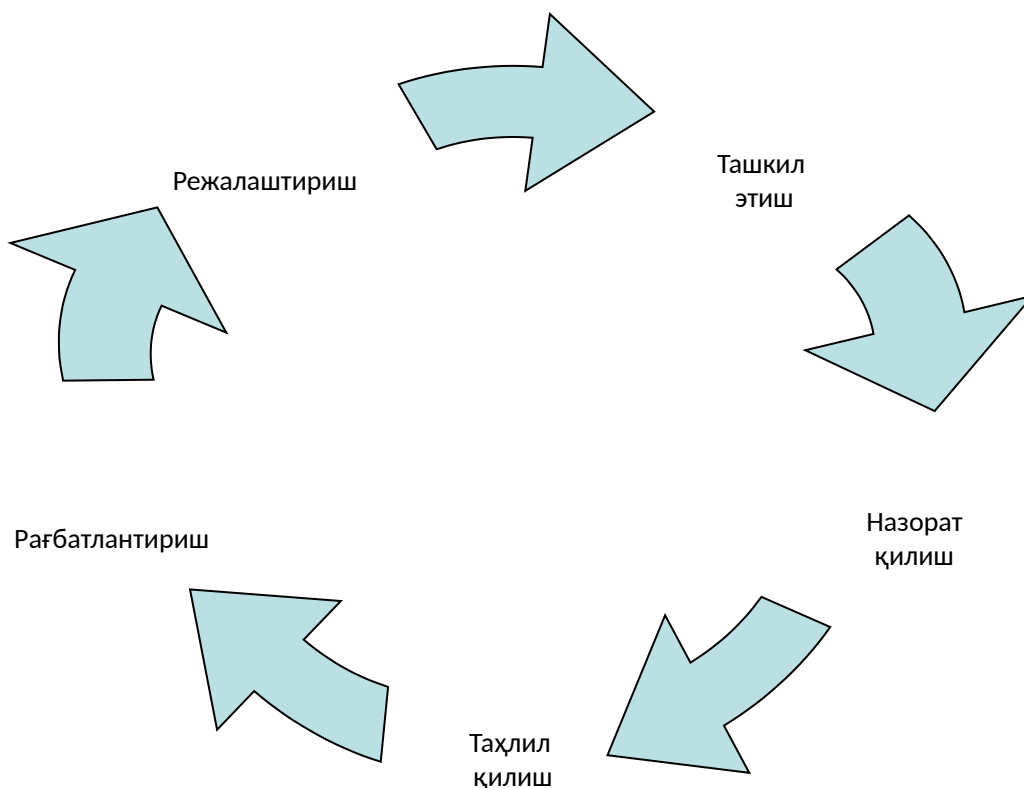 Режалаштириш
Ташкил
этиш
Назорат
қилиш
Таҳлил
қилиш
Рағбатлантириш